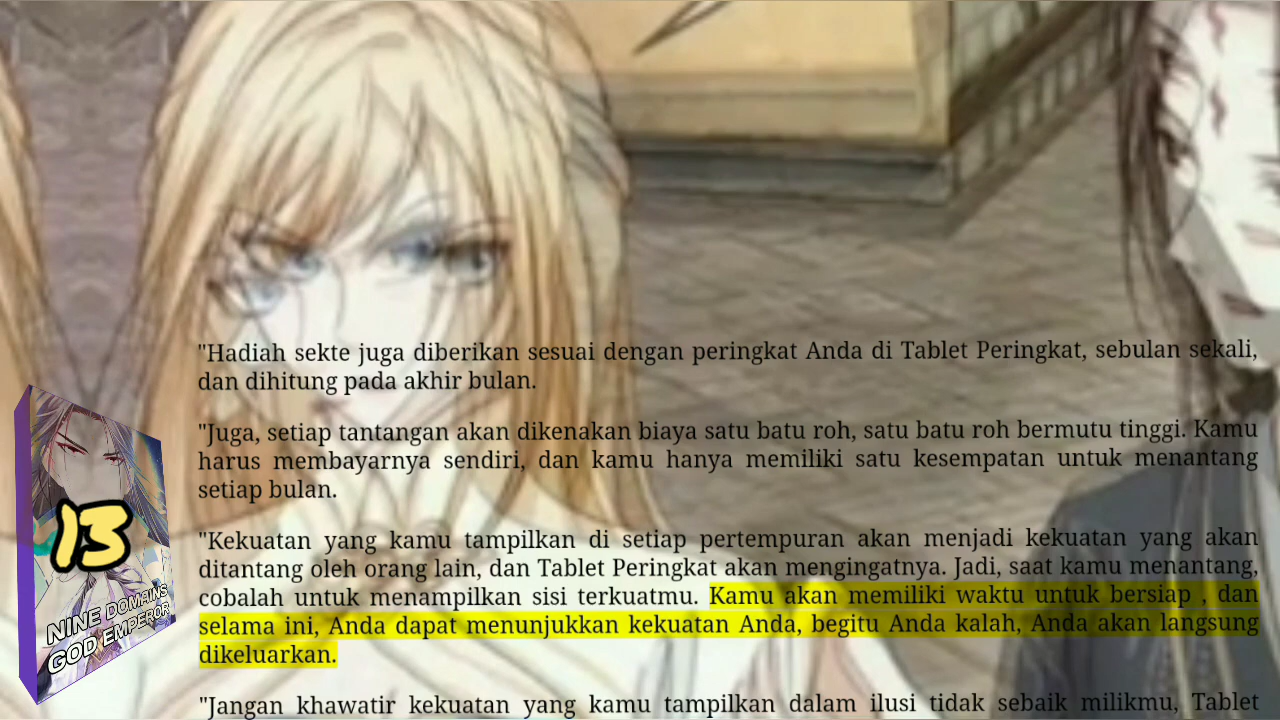 "Hadiah sekte juga diberikan sesuai dengan peringkat Anda di Tablet Peringkat, sebulan sekali,
dan dihitung pada akhir bulan.
"Juga, setiap tantangan akan dikenakan biaya satu batu roh, satu batu roh bermutu tinggi. Kamu
harus membayarnya sendiri, dan kamu hanya memiliki satu kesempatan untuk menantang
setiap bulan.
"Kekuatan yang kamu tampilkan di setiap pertempuran akan menjadi kekuatan yang akan
ditantang oleh orang lain, dan Tablet Peringkat akan mengingatnya. Jadi, saat kamu menantang,
cobalah untuk menampilkan sisi terkuatmu. Kamu akan memiliki waktu untuk bersiap , dan
selama ini, Anda dapat menunjukkan kekuatan Anda, begitu Anda kalah, Anda akan langsung
dikeluarkan.
"Jangan khawatir kekuatan yang kamu tampilkan dalam ilusi tidak sebaik milikmu, Tablet
13
NINE DOMAINS
GOD EMPEROR